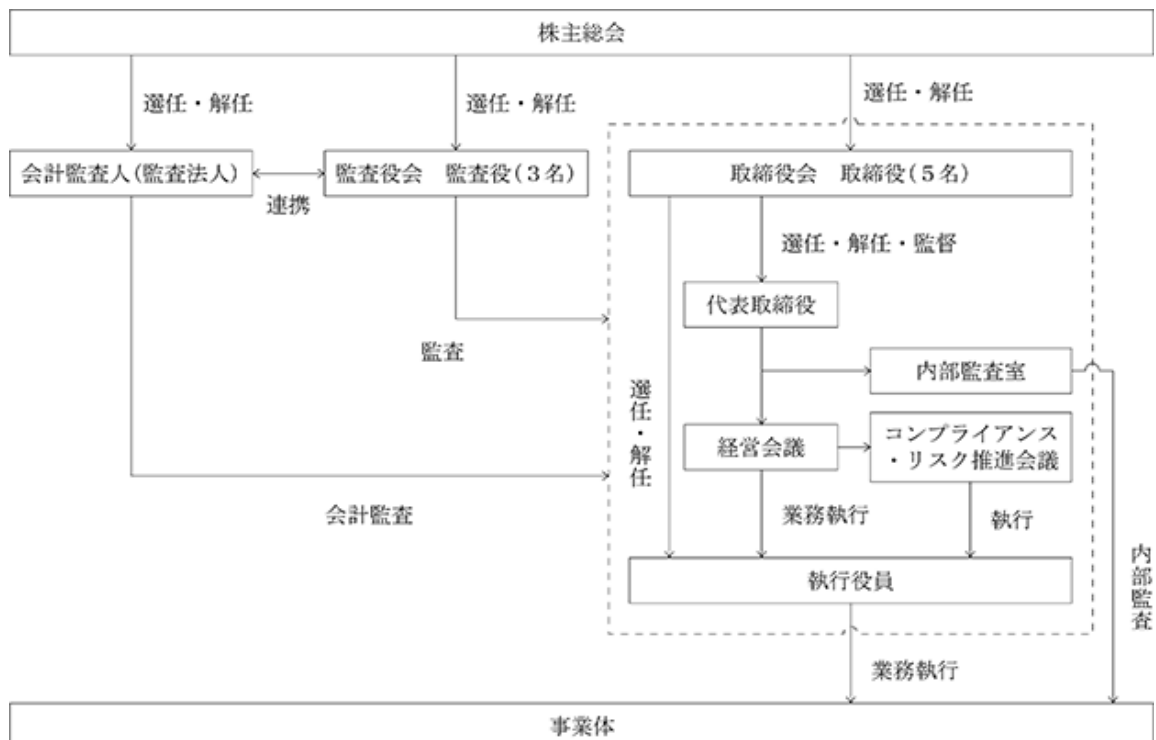 株主総会
選任・解任
選任・解任
選任・解任
会計監査人(監査法人)
連携
監査役会　監査役(3名)
取締役会　取締役(5名)
選任・解任・監督
代表取締役
監査
内部監査室
選任・解任
経営会議
コンプライアンス
・リスク推進会議
会計監査
業務執行
執行
内部監査
執行役員
業務執行
事業体